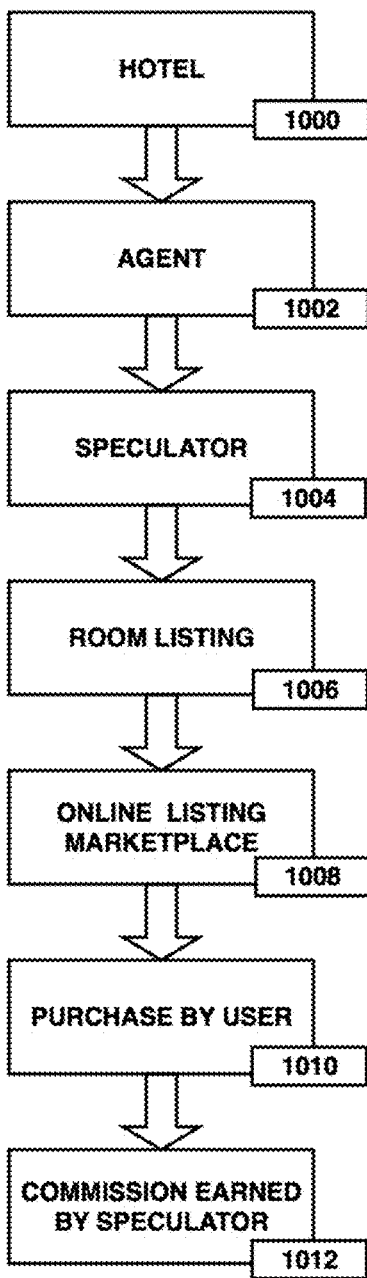 HOTEL
1000
AGENT
1002
SPECULATOR
1004
ROOM LISTING
1006
ONLINE LISTING
MARKETPLACE
1008
PURCHASE BY USER
1010
COMMISSION EARNED
BY SPECULATOR
1012